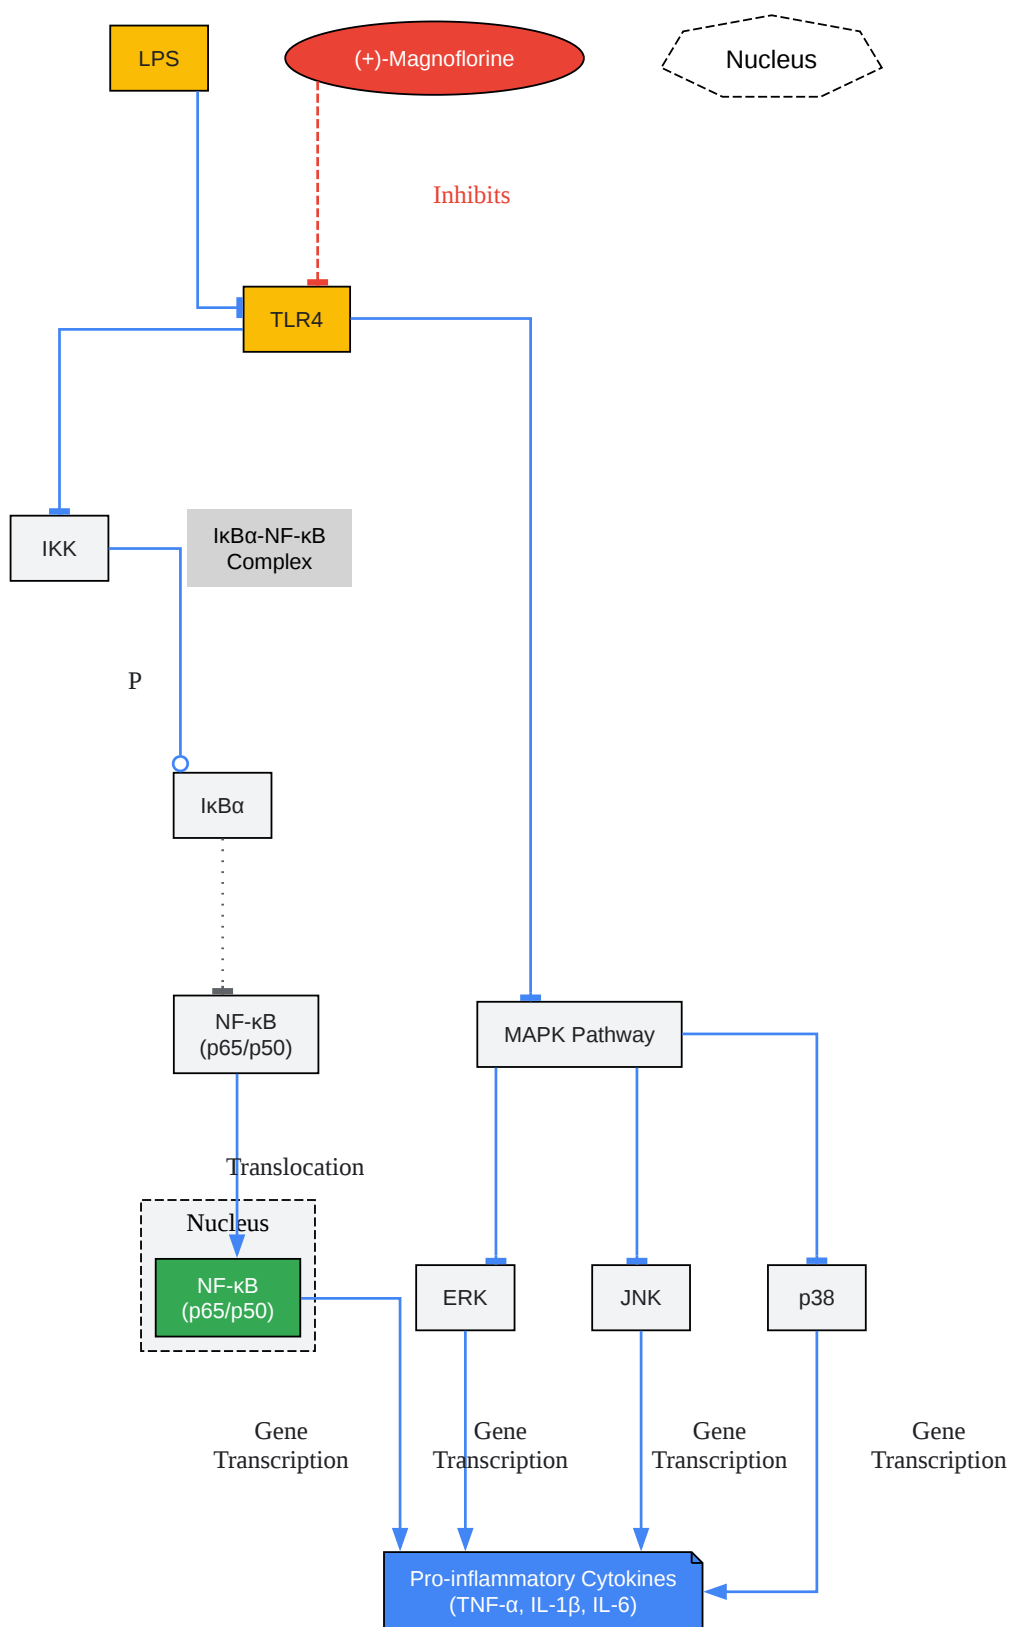 LPS
(+)-Magnoflorine
Nucleus
Inhibits
TLR4
IKK
IκBα-NF-κB
Complex
P
IκBα
NF-κB
(p65/p50)
MAPK Pathway
Translocation
Nucleus
NF-κB
(p65/p50)
ERK
JNK
p38
Gene
Transcription
Gene
Transcription
Gene
Transcription
Gene
Transcription
Pro-inflammatory Cytokines
(TNF-α, IL-1β, IL-6)